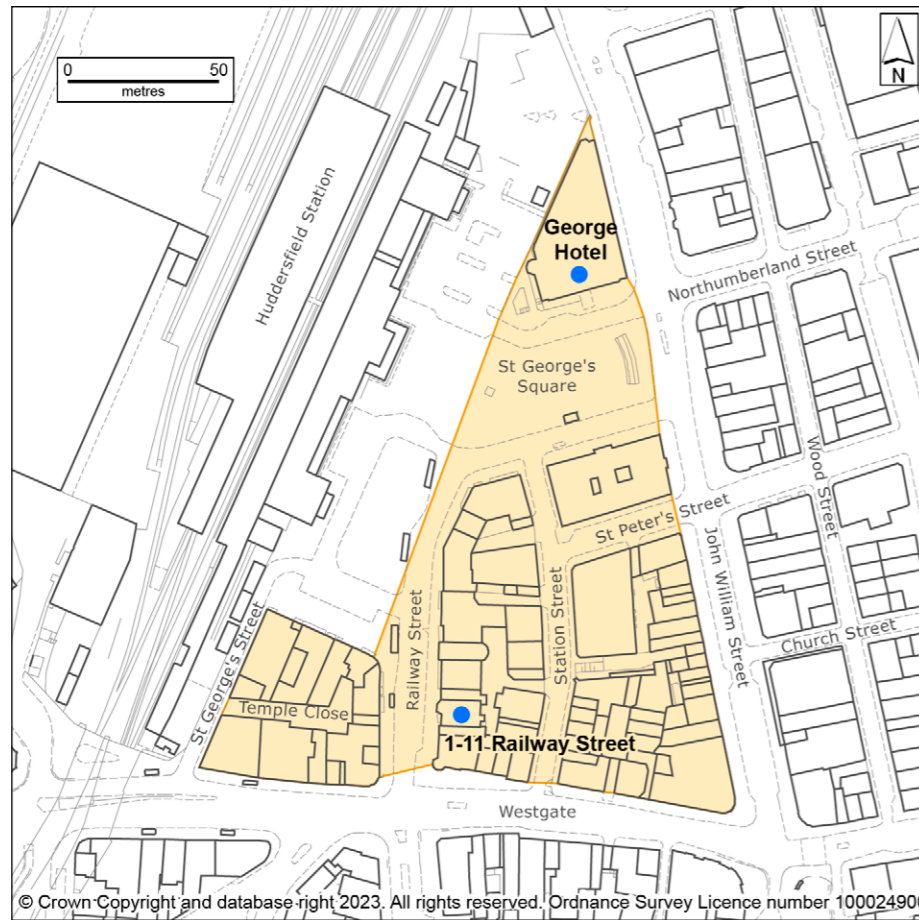 0 50
metres
N
Huddersfield Station
George
Hotel
Northumberland Street
St George's
Square
Wood Street
St Peter's Street
John William Street
Church Street
Station Street
Railway Street
St George's Street
Temple Close
1-11 Railway Street
Westgate
© Crown Copyright and database right 2023. All rights reserved. Ordnance Survey Licence number 10002490